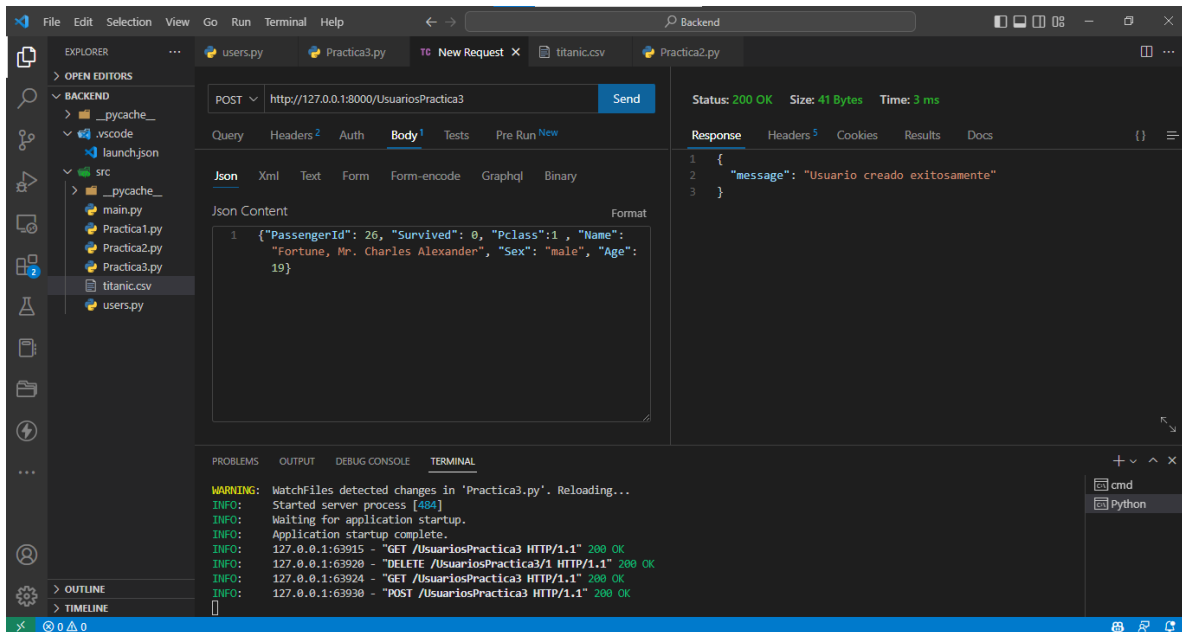 File Edit Selection View Go Run Terminal Help
Backend
EXPLORER
users.py
Practica3.py
TC New Request
titanic.csv
Practica2.py
OPEN EDITORS
BACKEND
__pycache__
.vscode
launch.json
src
__pycache__
main.py
Practica1.py
Practica2.py
Practica3.py
titanic.csv
users.py
OUTLINE
TIMELINE
POST http://127.0.0.1:8000/UsuariosPractica3 Send
Query Headers 2 Auth Body 1 Tests Pre Run New
Json Xml Text Form Form-encode Graphql Binary
Json Content
Format
1 {"PassengerId": 26, "Survived": 0, "Pclass":1 , "Name":
"Fortune, Mr. Charles Alexander", "Sex": "male", "Age":
19}
Status: 200 OK Size: 41 Bytes Time: 3 ms
Response Headers 5 Cookies Results Docs
{}
1 {
2 "message": "Usuario creado exitosamente"
3 }
PROBLEMS OUTPUT DEBUG CONSOLE TERMINAL
WARNING: WatchFiles detected changes in 'Practica3.py'. Reloading...
INFO: Started server process [484]
INFO: Waiting for application startup.
INFO: Application startup complete.
INFO: 127.0.0.1:63915 - "GET /UsuariosPractica3 HTTP/1.1" 200 OK
INFO: 127.0.0.1:63920 - "DELETE /UsuariosPractica3/1 HTTP/1.1" 200 OK
INFO: 127.0.0.1:63924 - "GET /UsuariosPractica3 HTTP/1.1" 200 OK
INFO: 127.0.0.1:63930 - "POST /UsuariosPractica3 HTTP/1.1" 200 OK
cmd
Python
2
0 0